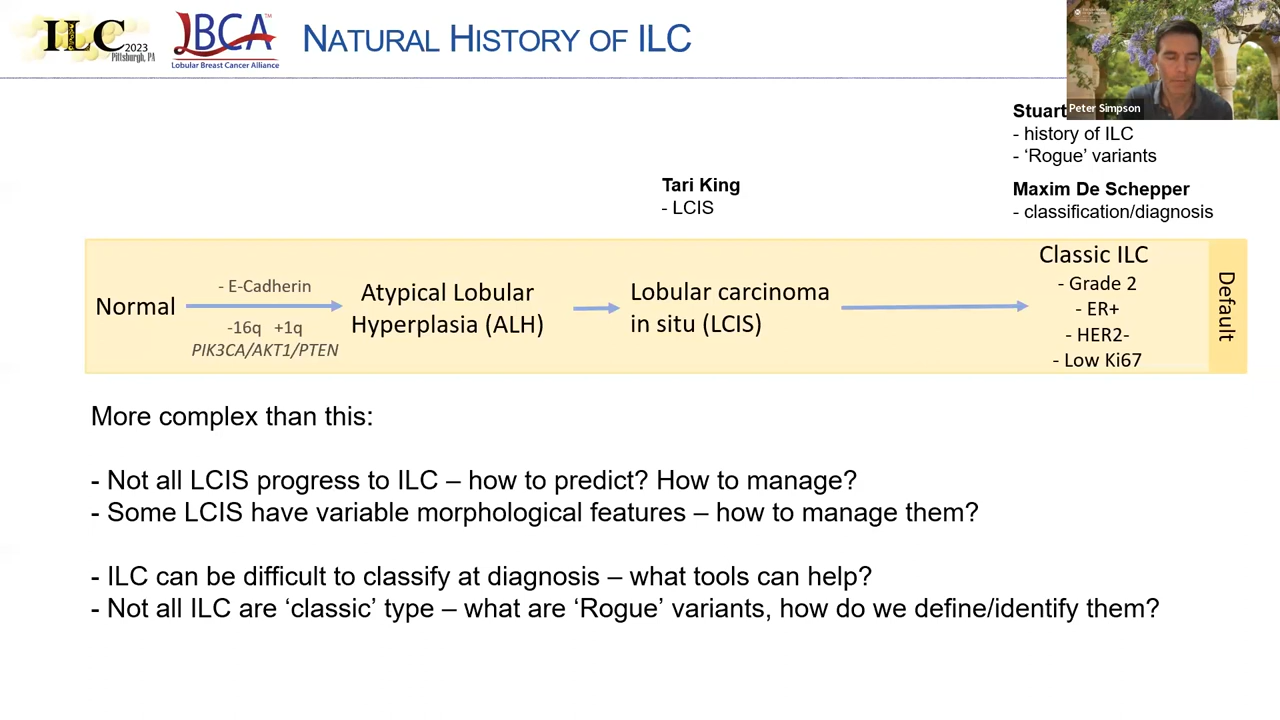 ILC 2023
Pittsburgh, PA
LBCA
Lobular Breast Cancer Alliance
NATURAL HISTORY OF ILC
Peter Simpson
Stuart
- history of ILC
- ‘Rogue’ variants
Tari King
- LCIS
Maxim De Schepper
- classification/diagnosis
Normal
- E-Cadherin
-16q +1q
PIK3CA/AKT1/PTEN
Atypical Lobular
Hyperplasia (ALH)
Lobular carcinoma
in situ (LCIS)
Classic ILC
- Grade 2
- ER+
- HER2-
- Low Ki67
Default
More complex than this:
- Not all LCIS progress to ILC – how to predict? How to manage?
- Some LCIS have variable morphological features – how to manage them?
- ILC can be difficult to classify at diagnosis – what tools can help?
- Not all ILC are ‘classic’ type – what are ‘Rogue’ variants, how do we define/identify them?